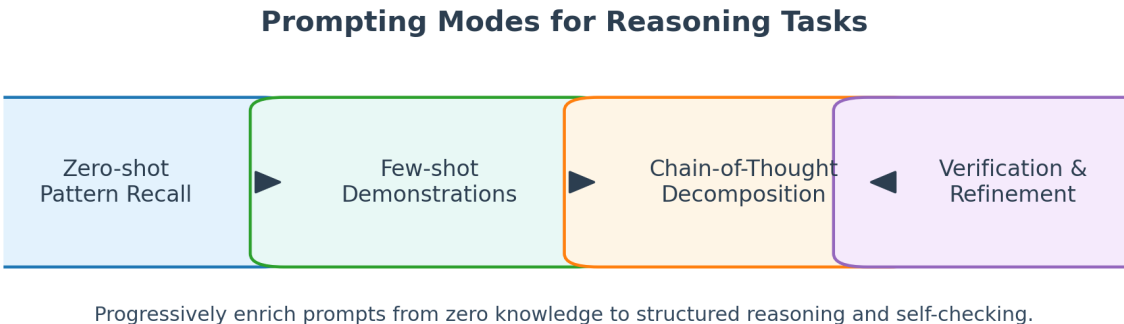 Prompting Modes for Reasoning Tasks
Zero-shot
Pattern Recall
Few-shot
Demonstrations
Chain-of-Thought
Decomposition
Verification &
Refinement
Progressively enrich prompts from zero knowledge to structured reasoning and self-checking.